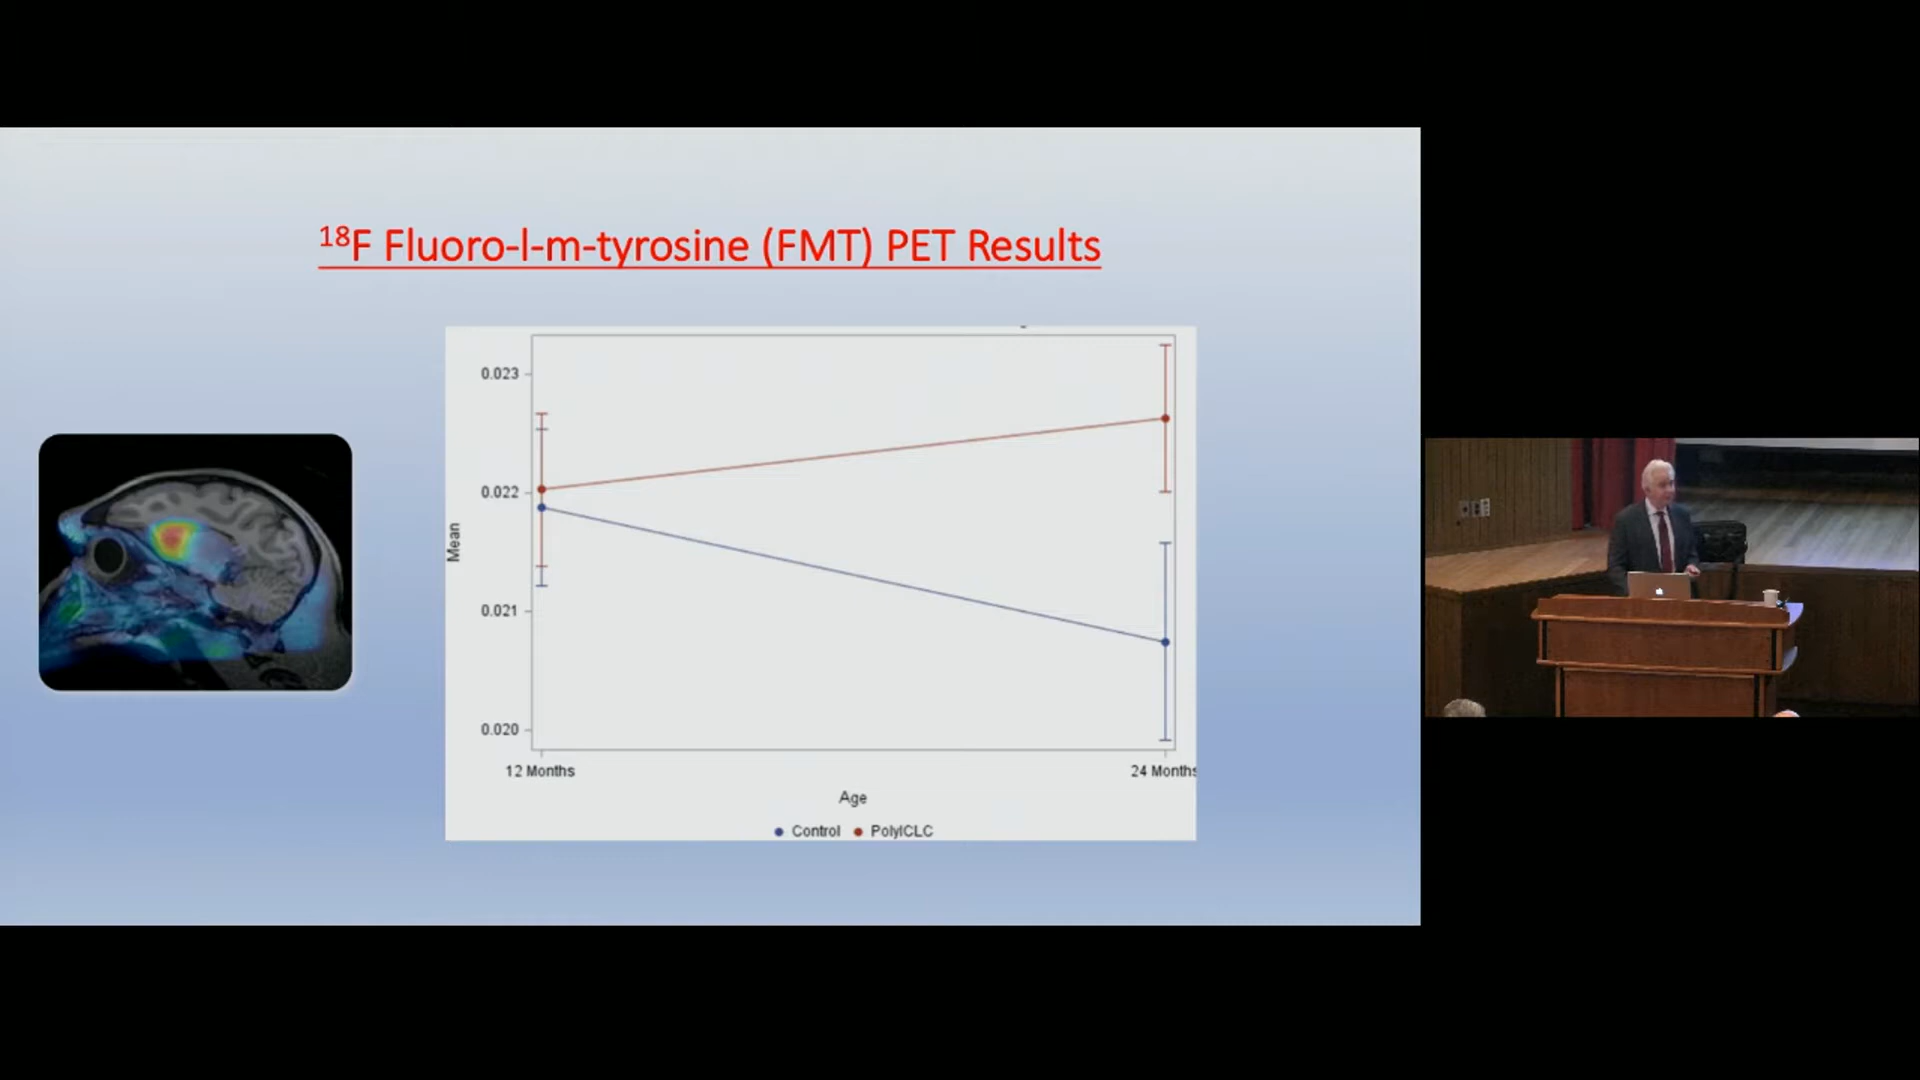 ¹⁸F Fluoro-l-m-tyrosine (FMT) PET Results
0.023
0.022
0.021
0.020
Mean
12 Months
24 Months
Age
Control
PolyICLC